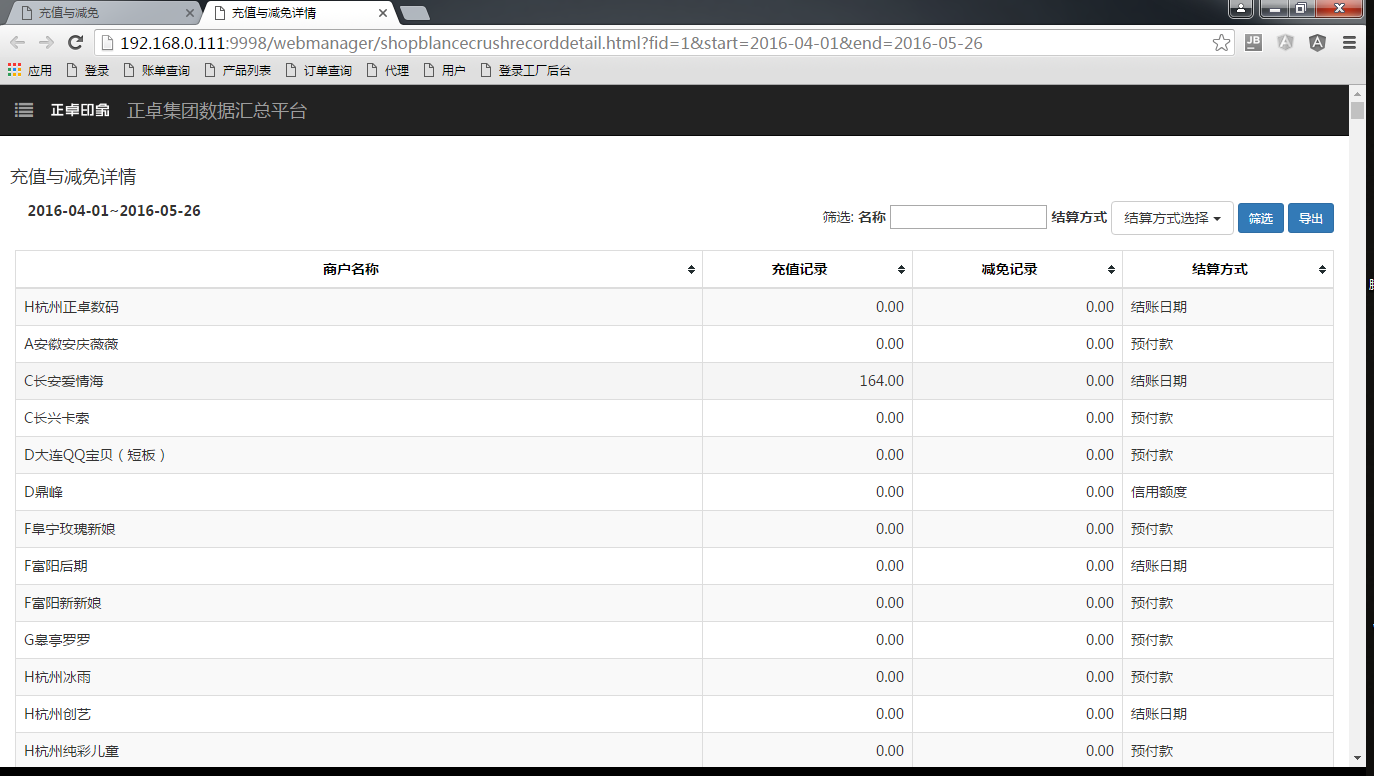 充值与减免
充值与减免详情
192.168.0.111:9998/webmanager/shopblancecrushrecorddetail.html?fid=1&start=2016-04-01&end=2016-05-26
JB
应用 登录 账单查询 产品列表 订单查询 代理 用户 登录工厂后台
正卓印象 正卓集团数据汇总平台
充值与减免详情
2016-04-01~2016-05-26
筛选: 名称 结算方式 结算方式选择 筛选 导出
商户名称 充值记录 减免记录 结算方式
H杭州正卓数码 0.00 0.00 结账日期
A安徽安庆薇薇 0.00 0.00 预付款
C长安爱情海 164.00 0.00 结账日期
C长兴卡索 0.00 0.00 预付款
D大连QQ宝贝（短板） 0.00 0.00 预付款
D鼎峰 0.00 0.00 信用额度
F阜宁玫瑰新娘 0.00 0.00 预付款
F富阳后期 0.00 0.00 结账日期
F富阳新新娘 0.00 0.00 预付款
G皋亭罗罗 0.00 0.00 预付款
H杭州冰雨 0.00 0.00 预付款
H杭州创艺 0.00 0.00 结账日期
H杭州纯彩儿童 0.00 0.00 预付款